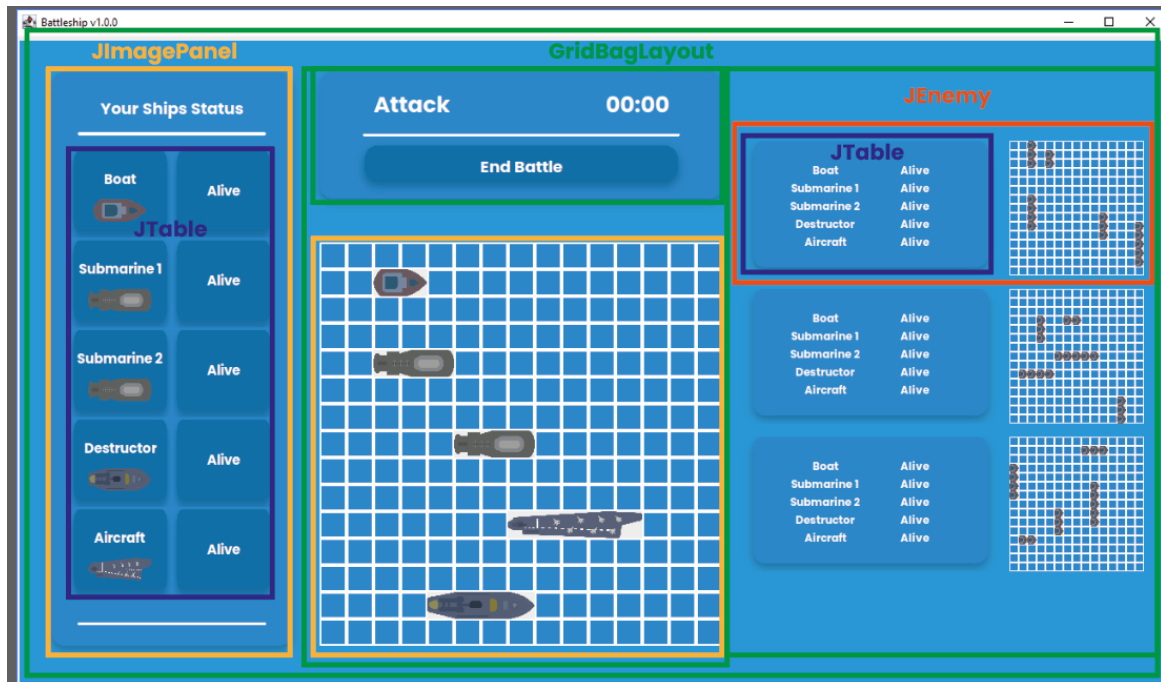 Battleship v1.0.0
JImagePanel
GridBagLayout
Your Ships Status
Boat
Alive
JTable
Submarine 1
Alive
Submarine 2
Alive
Destructor
Alive
Aircraft
Alive
Attack
00:00
End Battle
JEnemy
JTable
Boat Alive
Submarine 1 Alive
Submarine 2 Alive
Destructor Alive
Aircraft Alive
Boat Alive
Submarine 1 Alive
Submarine 2 Alive
Destructor Alive
Aircraft Alive
Boat Alive
Submarine 1 Alive
Submarine 2 Alive
Destructor Alive
Aircraft Alive